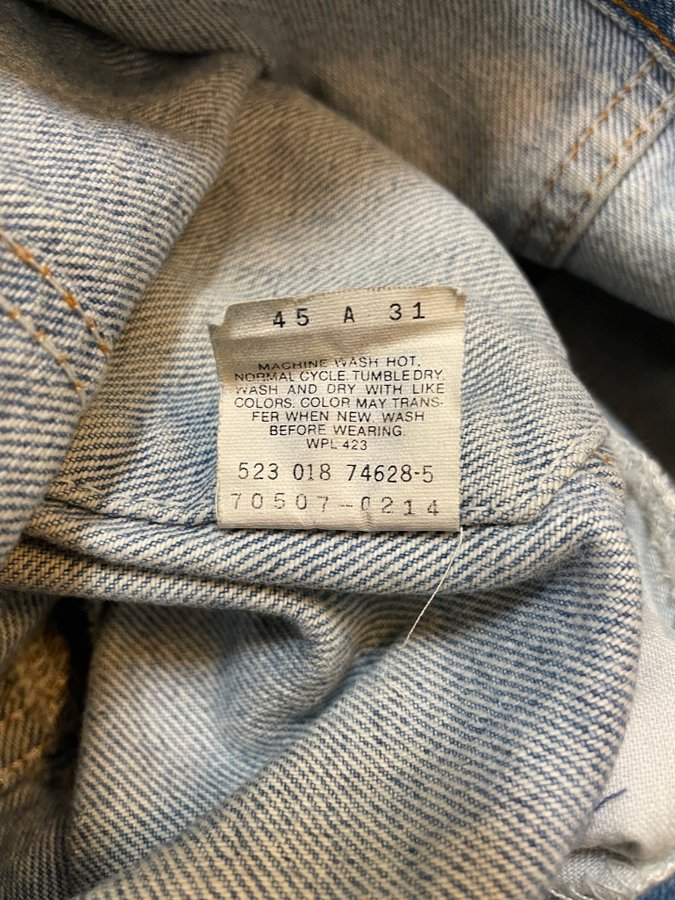 45 A 31
MACHINE WASH HOT,
NORMAL CYCLE. TUMBLE DRY.
WASH AND DRY WITH LIKE
COLORS. COLOR MAY TRANS-
FER WHEN NEW. WASH
BEFORE WEARING.
WPL 423
523 018 74628-5
70507-0214